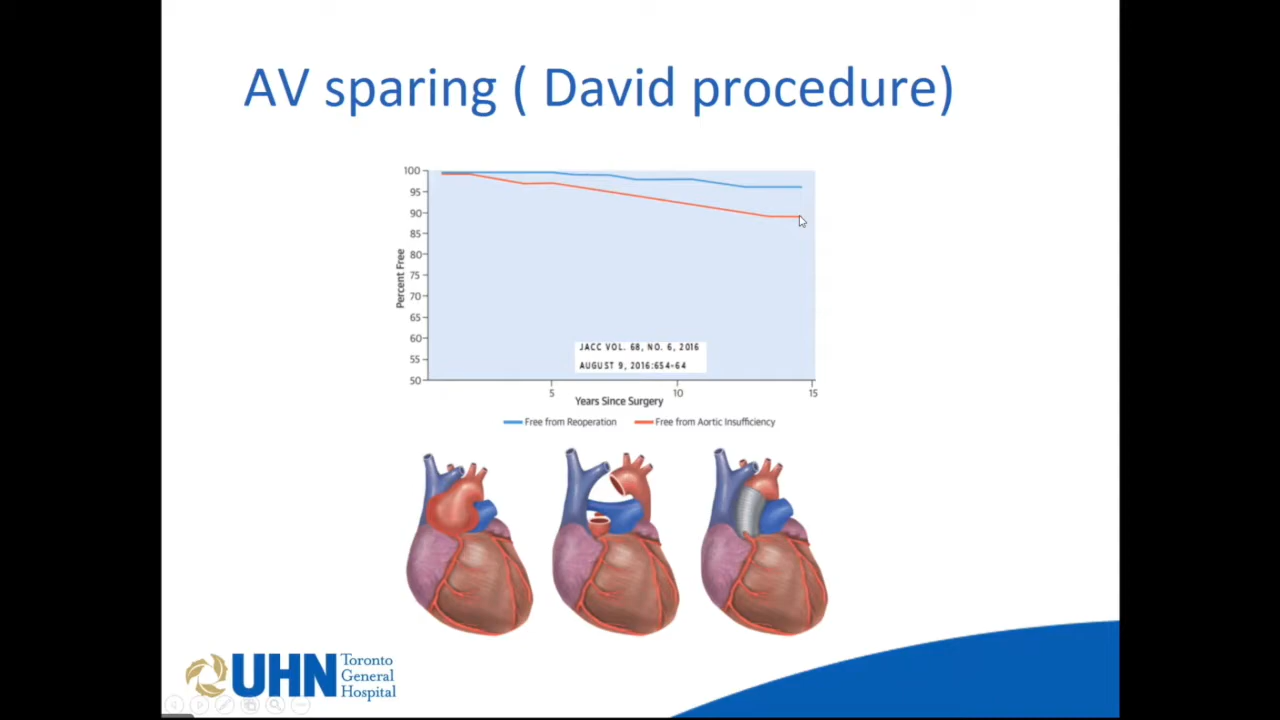 AV sparing ( David procedure)
100
95
90
85
80
75
70
65
60
55
50
Percent Free
JACC VOL. 68, NO. 6, 2016
AUGUST 9, 2016:654-64
5
10
15
Years Since Surgery
Free from Reoperation
Free from Aortic Insufficiency
UHN
Toronto
General
Hospital